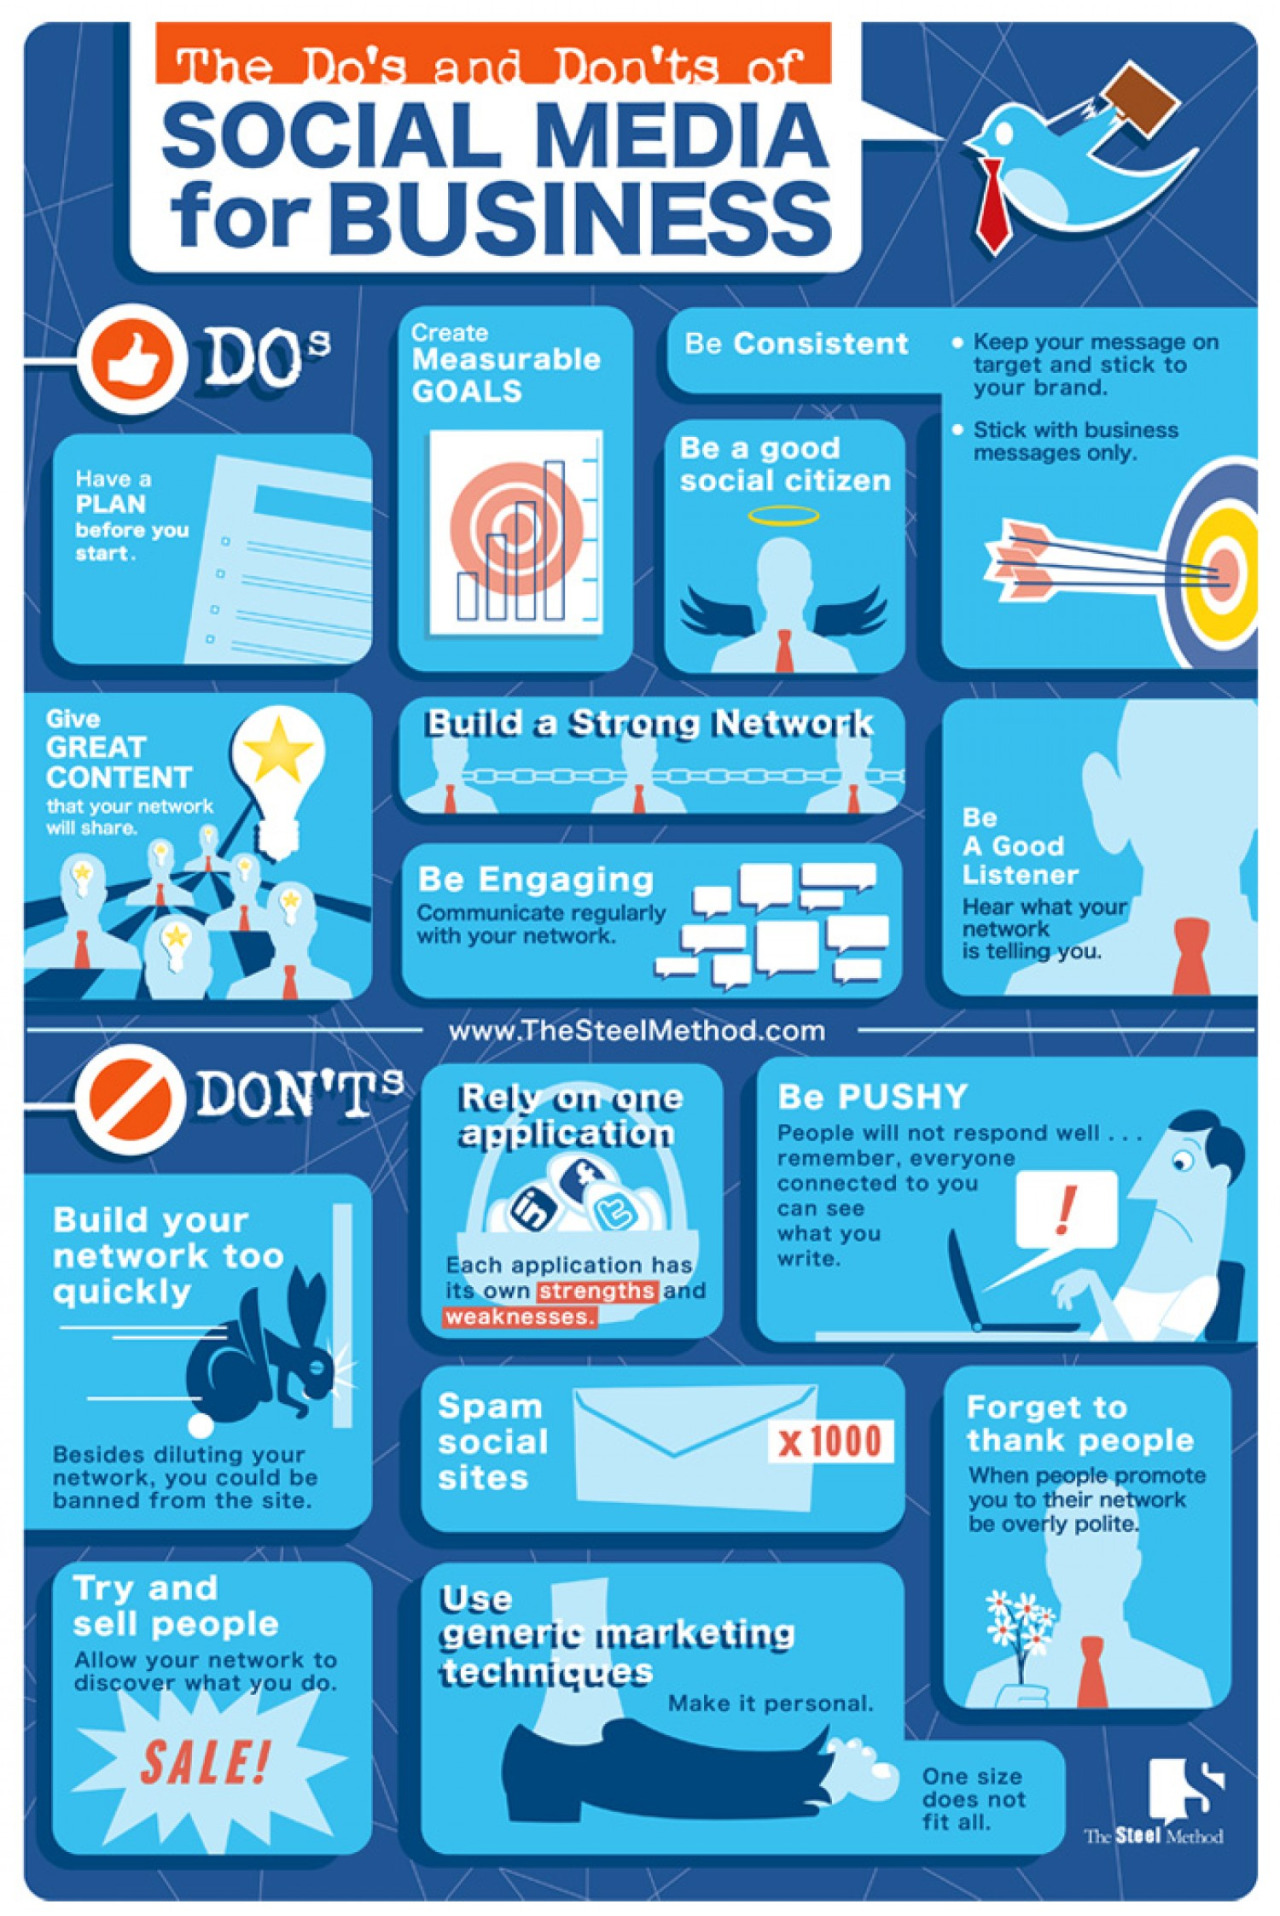 The Do's and Don'ts of
SOCIAL MEDIA
for BUSINESS
DOs
Have a
PLAN
before you
start.
Create
Measurable
GOALS
Be Consistent
• Keep your message on
target and stick to
your brand.
• Stick with business
messages only.
Be a good
social citizen
Give
GREAT
CONTENT
that your network
will share.
Build a Strong Network
Be Engaging
Communicate regularly
with your network.
Be
A Good
Listener
Hear what your
network
is telling you.
www.TheSteelMethod.com
DON'Ts
Build your
network too
quickly
Besides diluting your
network, you could be
banned from the site.
Rely on one
application
in
f
t
Each application has
its own strengths and
weaknesses.
Be PUSHY
People will not respond well . . .
remember, everyone
connected to you
can see
what you
write.
!
Spam
social
sites
x 1000
Forget to
thank people
When people promote
you to their network
be overly polite.
Try and
sell people
Allow your network to
discover what you do.
SALE!
Use
generic marketing
techniques
Make it personal.
One size
does not
fit all.
S
The Steel Method